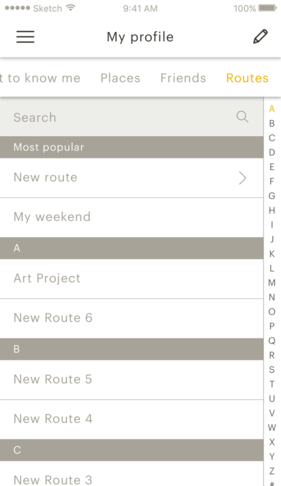 Sketch
9:41 AM
100%
My profile
t to know me
Places
Friends
Routes
Search
Most popular
New route
My weekend
A
Art Project
New Route 6
B
New Route 5
New Route 4
C
New Route 3
A
B
C
D
E
F
G
H
I
J
K
L
M
N
O
P
Q
R
S
T
U
V
W
X
Y
Z
#